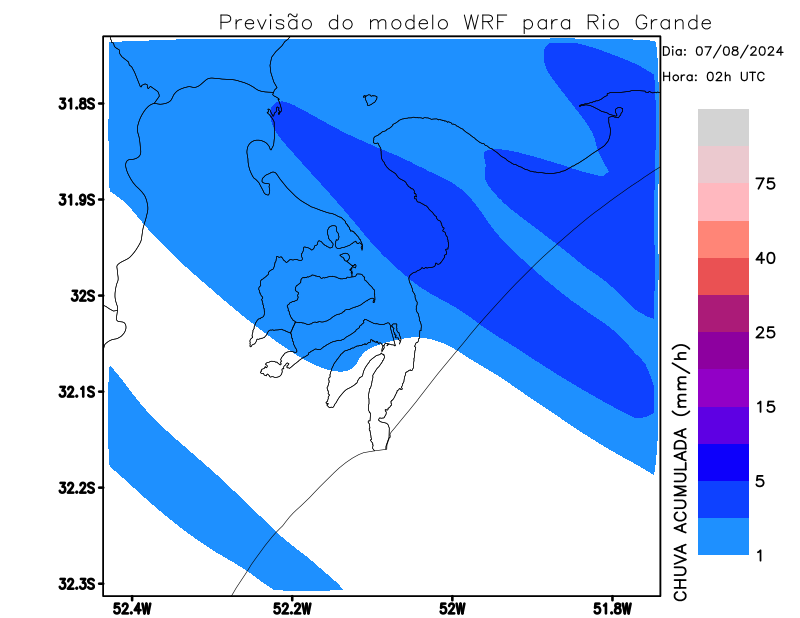 Previsão do modelo WRF para Rio Grande
Dia: 07/08/2024
Hora: 02h UTC
31.8S
31.9S
32S
32.1S
32.2S
32.3S
52.4W
52.2W
52W
51.8W
75
40
25
15
5
1
CHUVA ACUMULADA (mm/h)